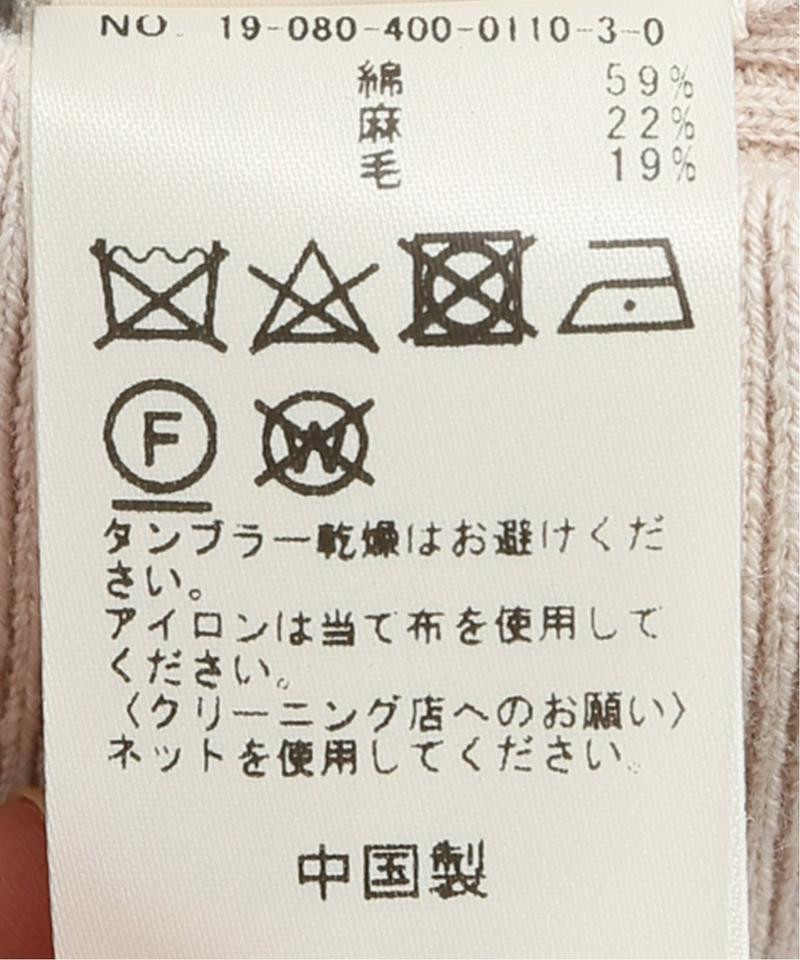 NO. 19-080-400-0110-3-0
綿 59%
麻 22%
毛 19%
F W
タンブラー乾燥はお避けくだ
さい。
アイロンは当て布を使用して
ください。
〈クリーニング店へのお願い〉
ネットを使用してください。
中国製